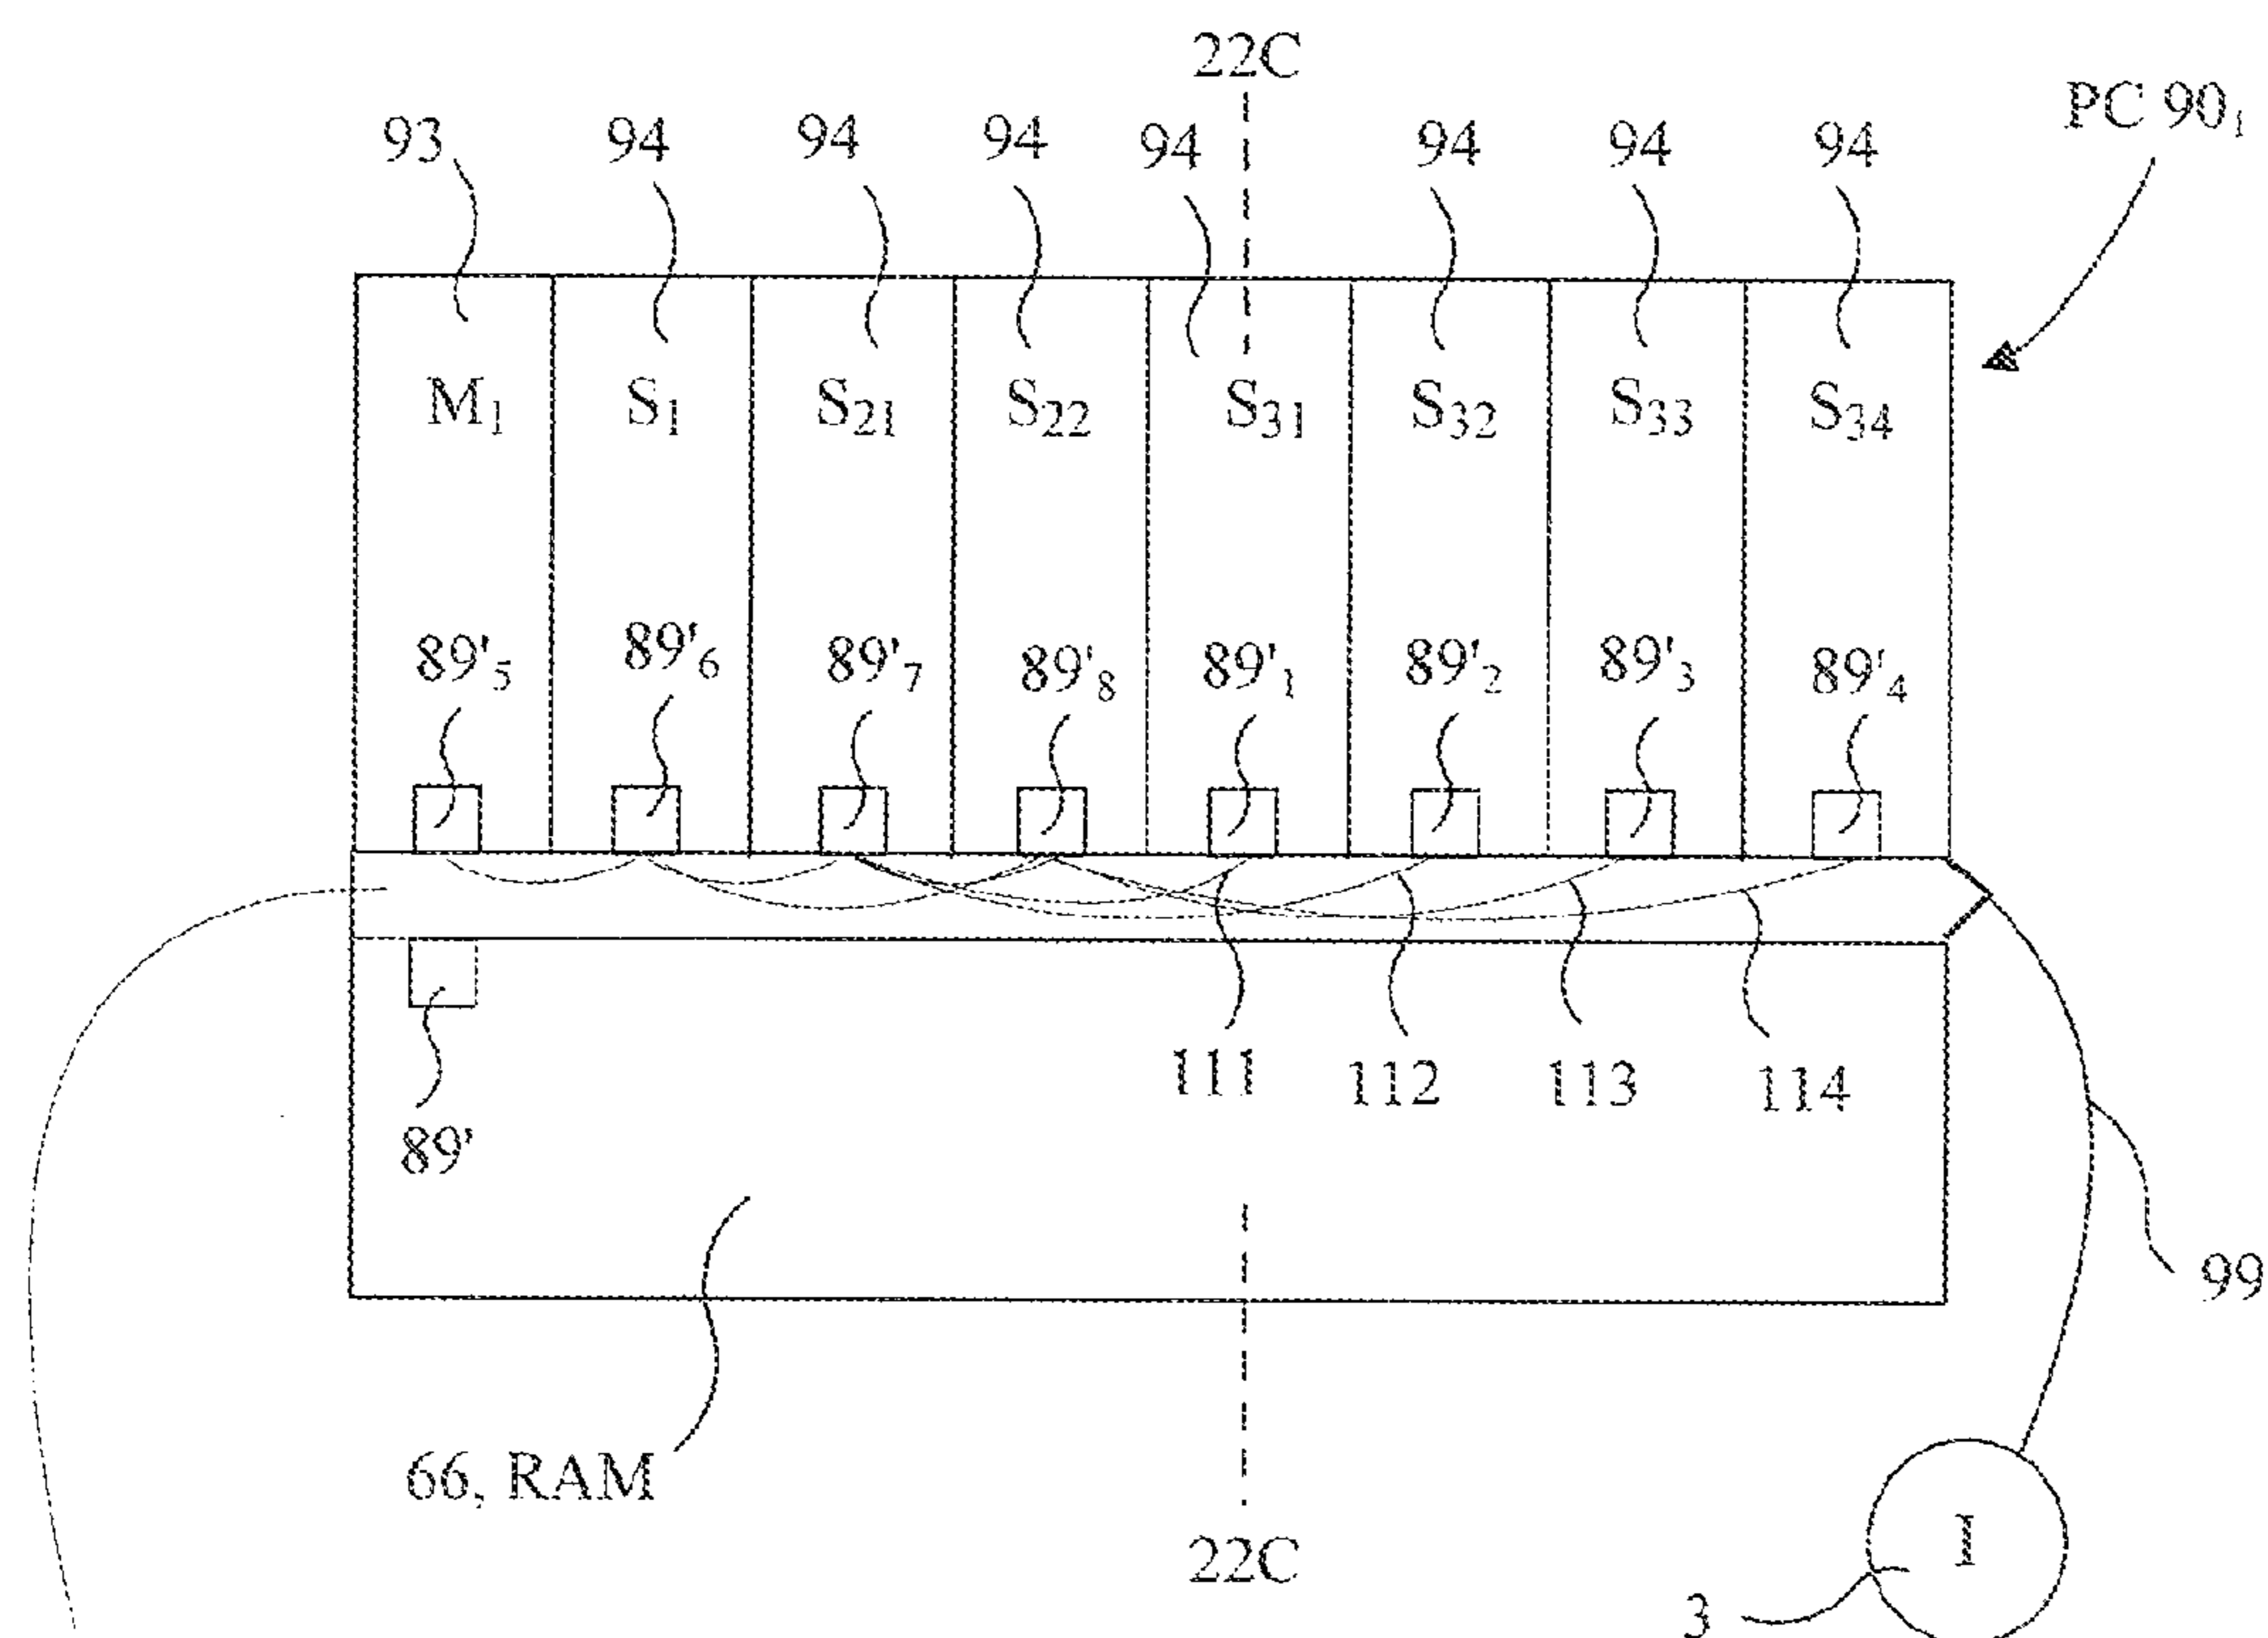 22C
PC 90₁
93 94 94 94 94 94 94 94
M₁ S₁ S₂₁ S₂₂ S₃₁ S₃₂ S₃₃ S₃₄
89'₅ 89'₆ 89'₇ 89'₈ 89'₁ 89'₂ 89'₃ 89'₄
111 112 113 114
89'
99
66, RAM
22C
I
3